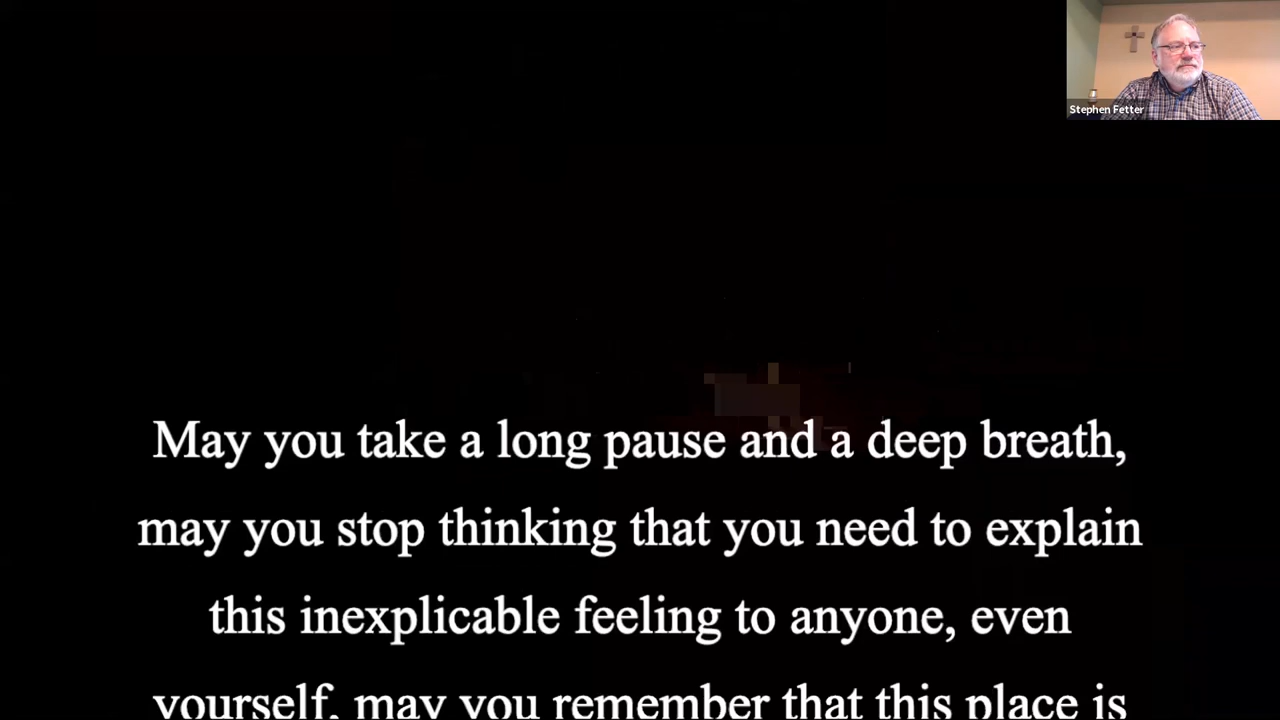 Stephen Fetter
May you take a long pause and a deep breath,
may you stop thinking that you need to explain
this inexplicable feeling to anyone, even
yourself, may you remember that this place is